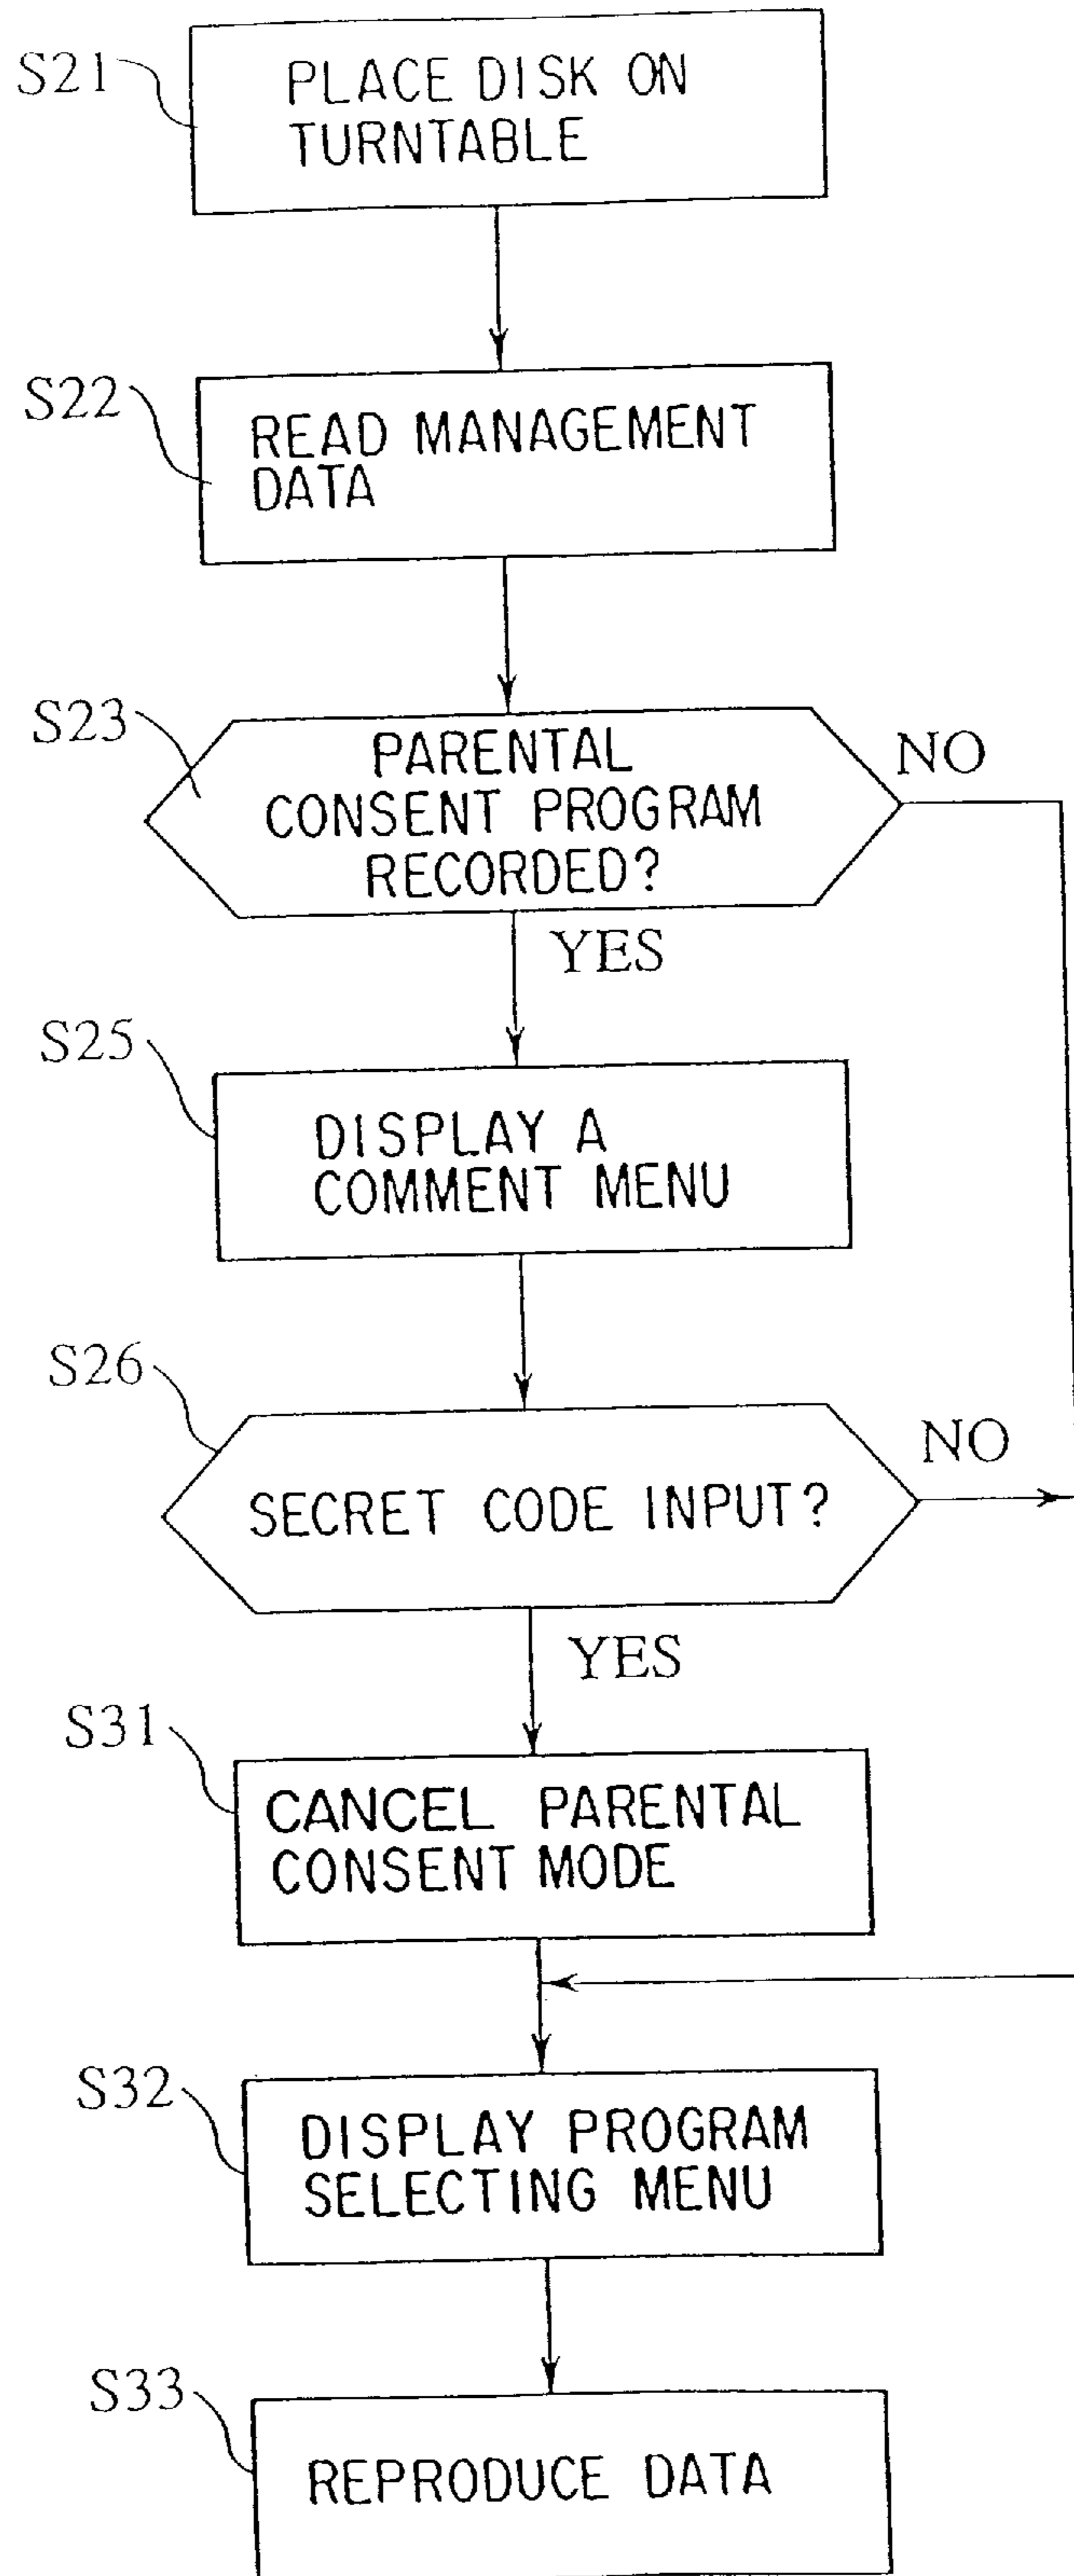 S21
PLACE DISK ON
TURNTABLE
S22
READ MANAGEMENT
DATA
S23
PARENTAL
CONSENT PROGRAM
RECORDED?
NO
YES
S25
DISPLAY A
COMMENT MENU
S26
SECRET CODE INPUT?
NO
YES
S31
CANCEL PARENTAL
CONSENT MODE
S32
DISPLAY PROGRAM
SELECTING MENU
S33
REPRODUCE DATA